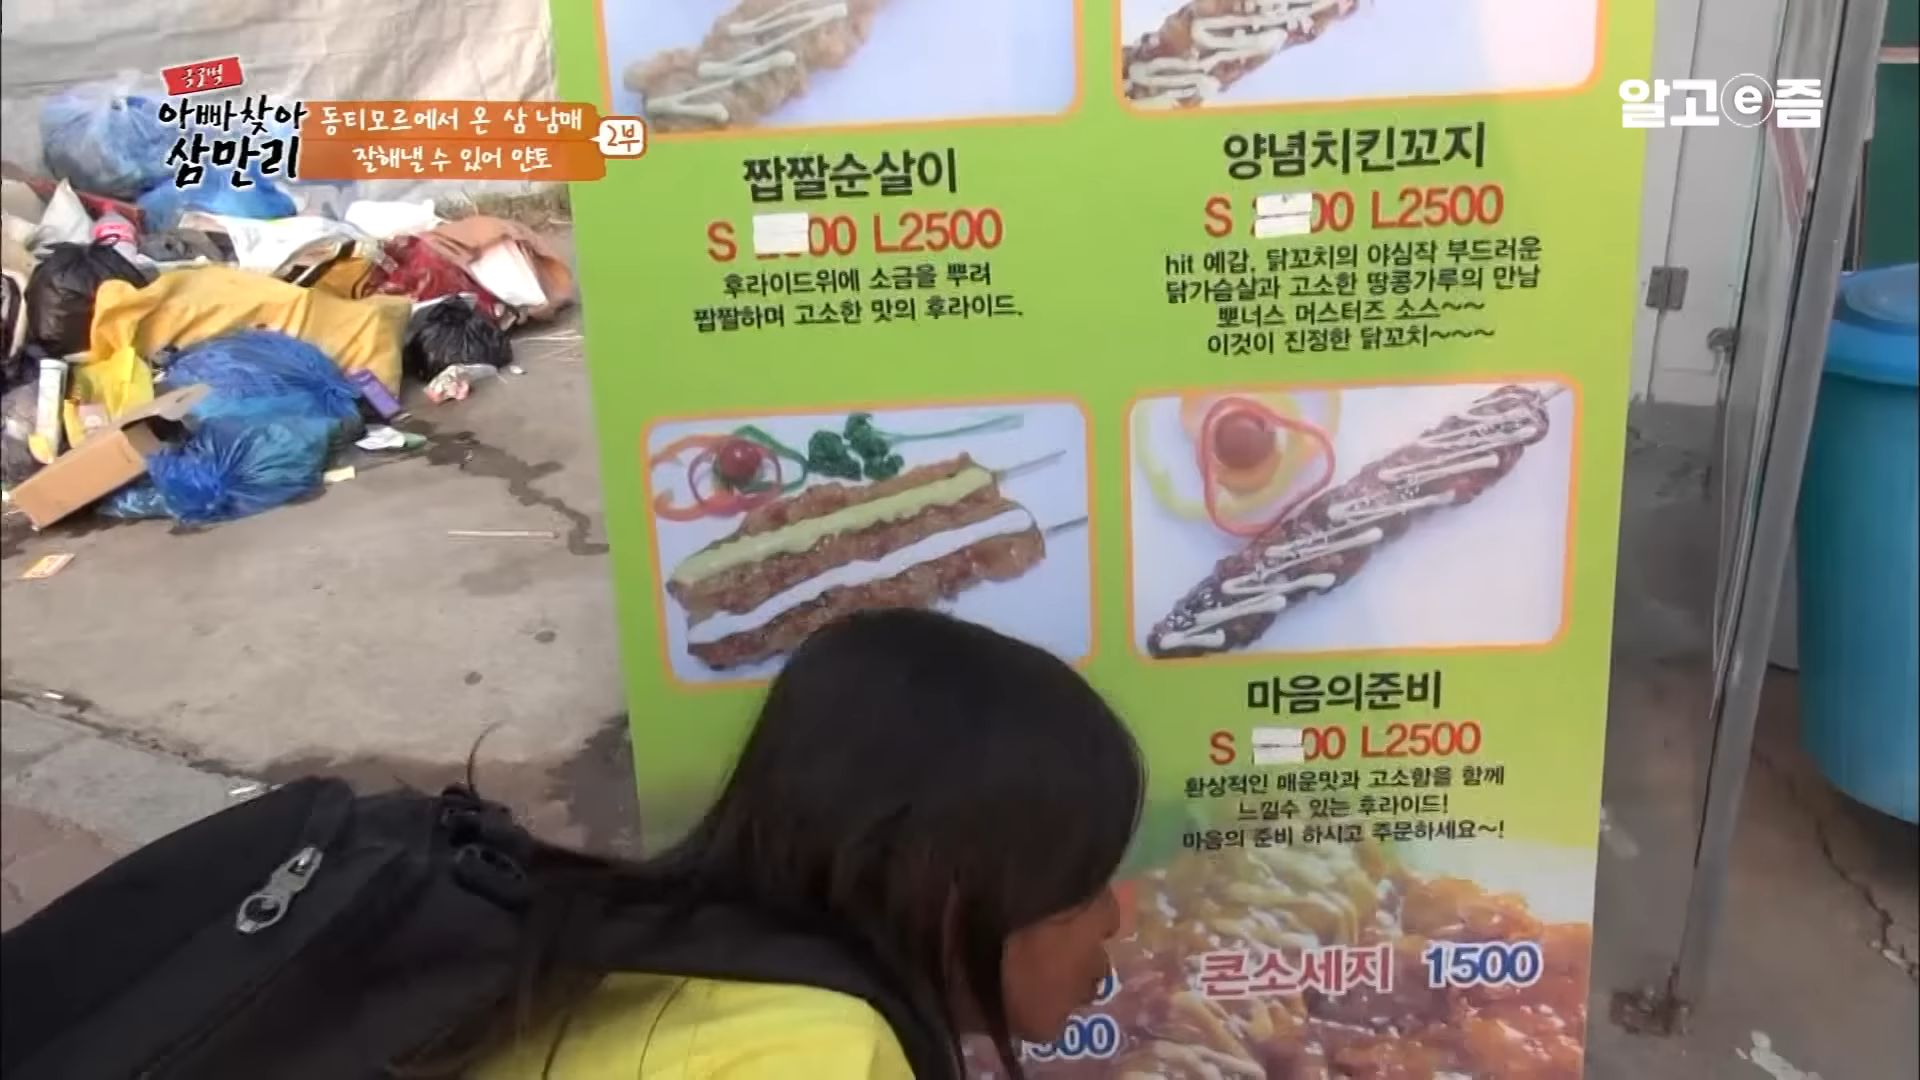 글로벌
아빠 찾아
삼만리
동티모르에서 온 삼 남매
잘해낼 수 있어 얀토
2부
알고e즘
짭짤순살이
S 00 L2500
후라이드위에 소금을 뿌려
짭짤하며 고소한 맛의 후라이드.
양념치킨꼬지
S 00 L2500
hit 예감, 닭꼬치의 야심작 부드러운
닭가슴살과 고소한 땅콩가루의 만남
뽀너스 머스터즈 소스~~
이것이 진정한 닭꼬치~~~
마음의준비
S 00 L2500
환상적인 매운맛과 고소함을 함께
느낄수 있는 후라이드!
마음의 준비 하시고 주문하세요~!
콘소세지 1500